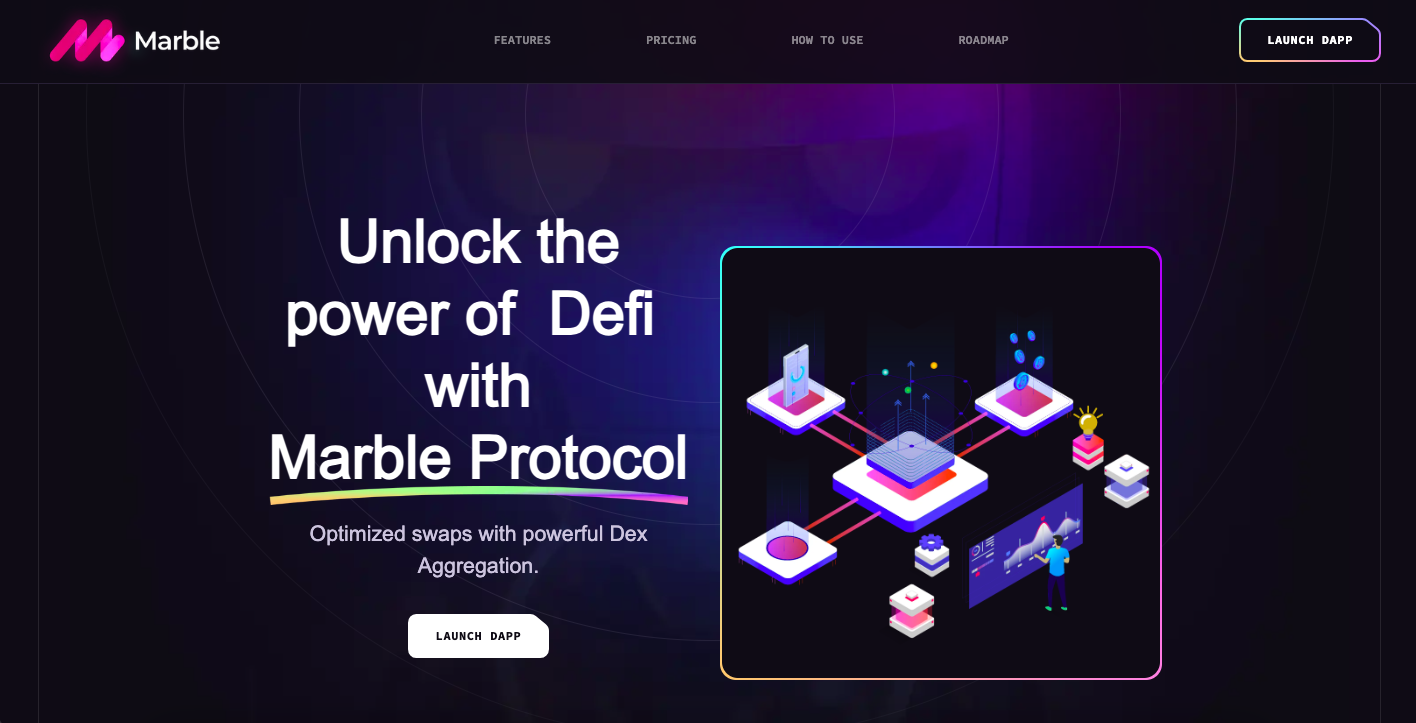 Marble
FEATURES
PRICING
HOW TO USE
ROADMAP
LAUNCH DAPP
Unlock the
power of Defi
with
Marble Protocol
Optimized swaps with powerful Dex
Aggregation.
LAUNCH DAPP